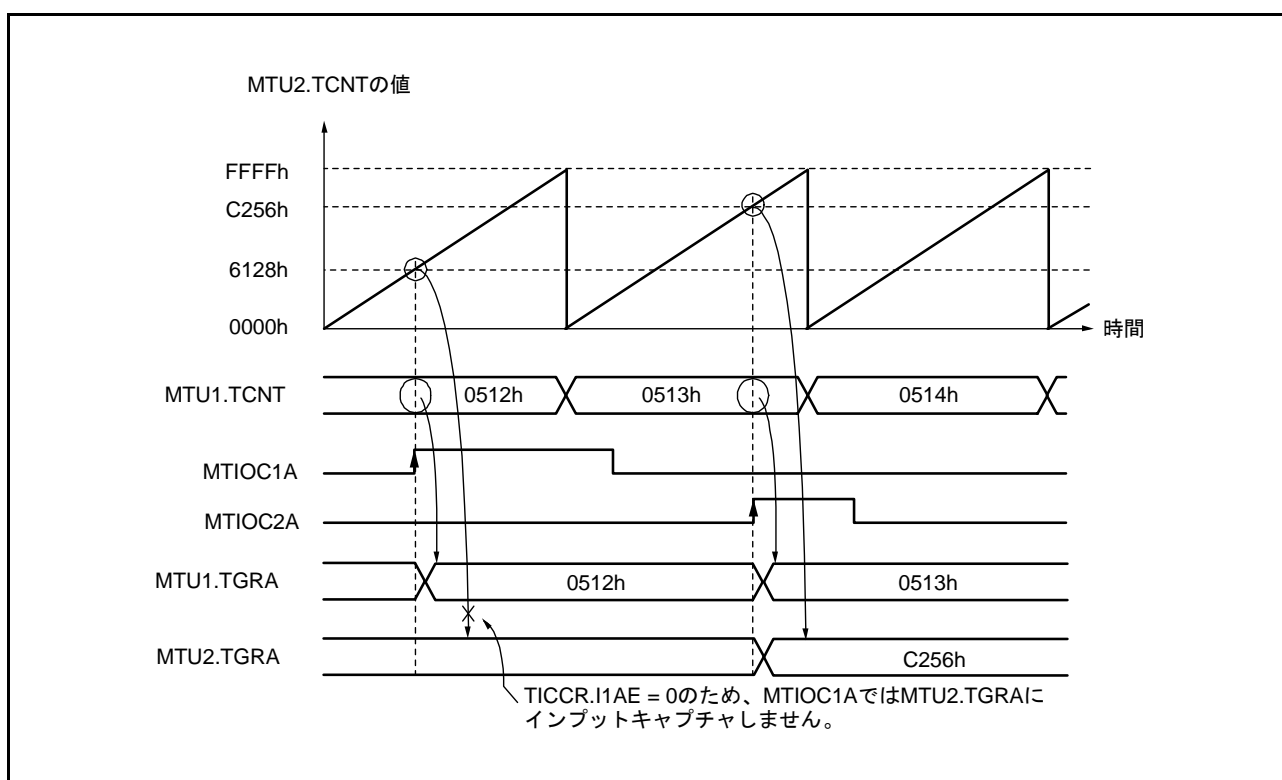 MTU2.TCNTの値
FFFFh
C256h
6128h
0000h
時間
MTU1.TCNT
0512h
0513h
0514h
MTIOC1A
MTIOC2A
MTU1.TGRA
0512h
0513h
MTU2.TGRA
C256h
TICCR.I1AE = 0のため、MTIOC1AではMTU2.TGRAに
インプットキャプチャしません。